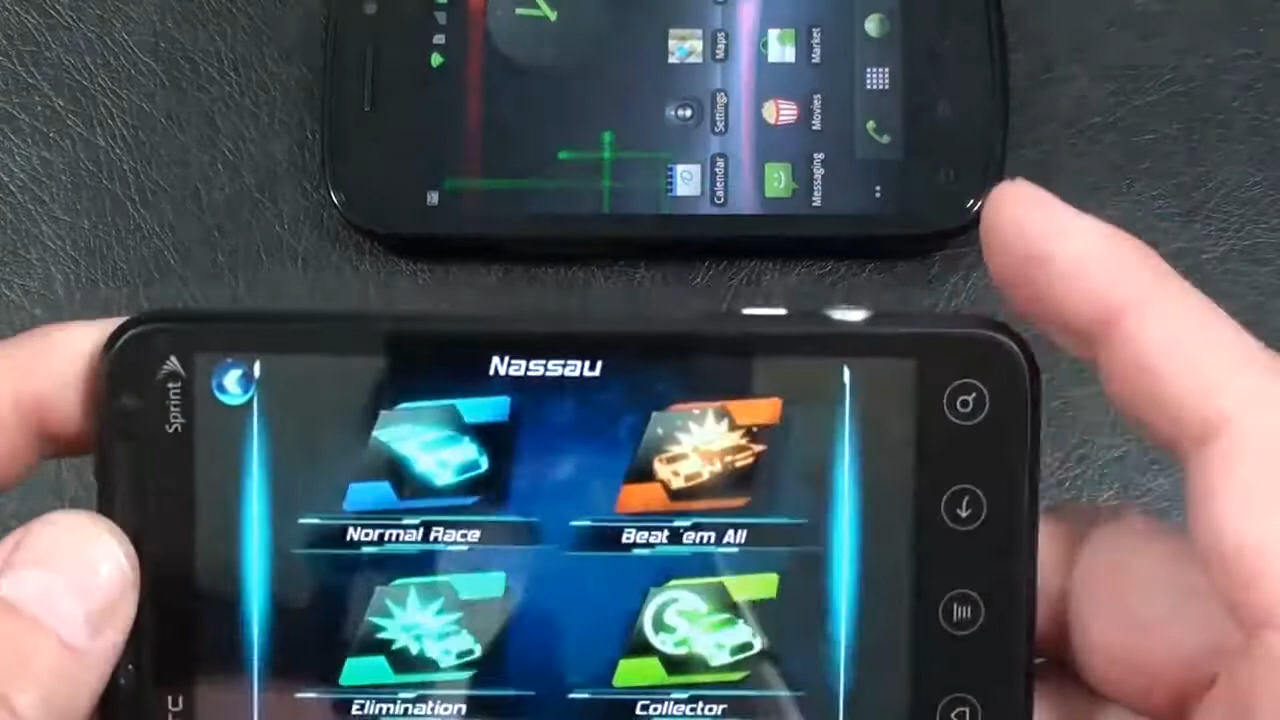 Maps
Market
Settings
Movies
Calendar
Messaging
Sprint
Nassau
Normal Race
Beat 'em All
Elimination
Collector